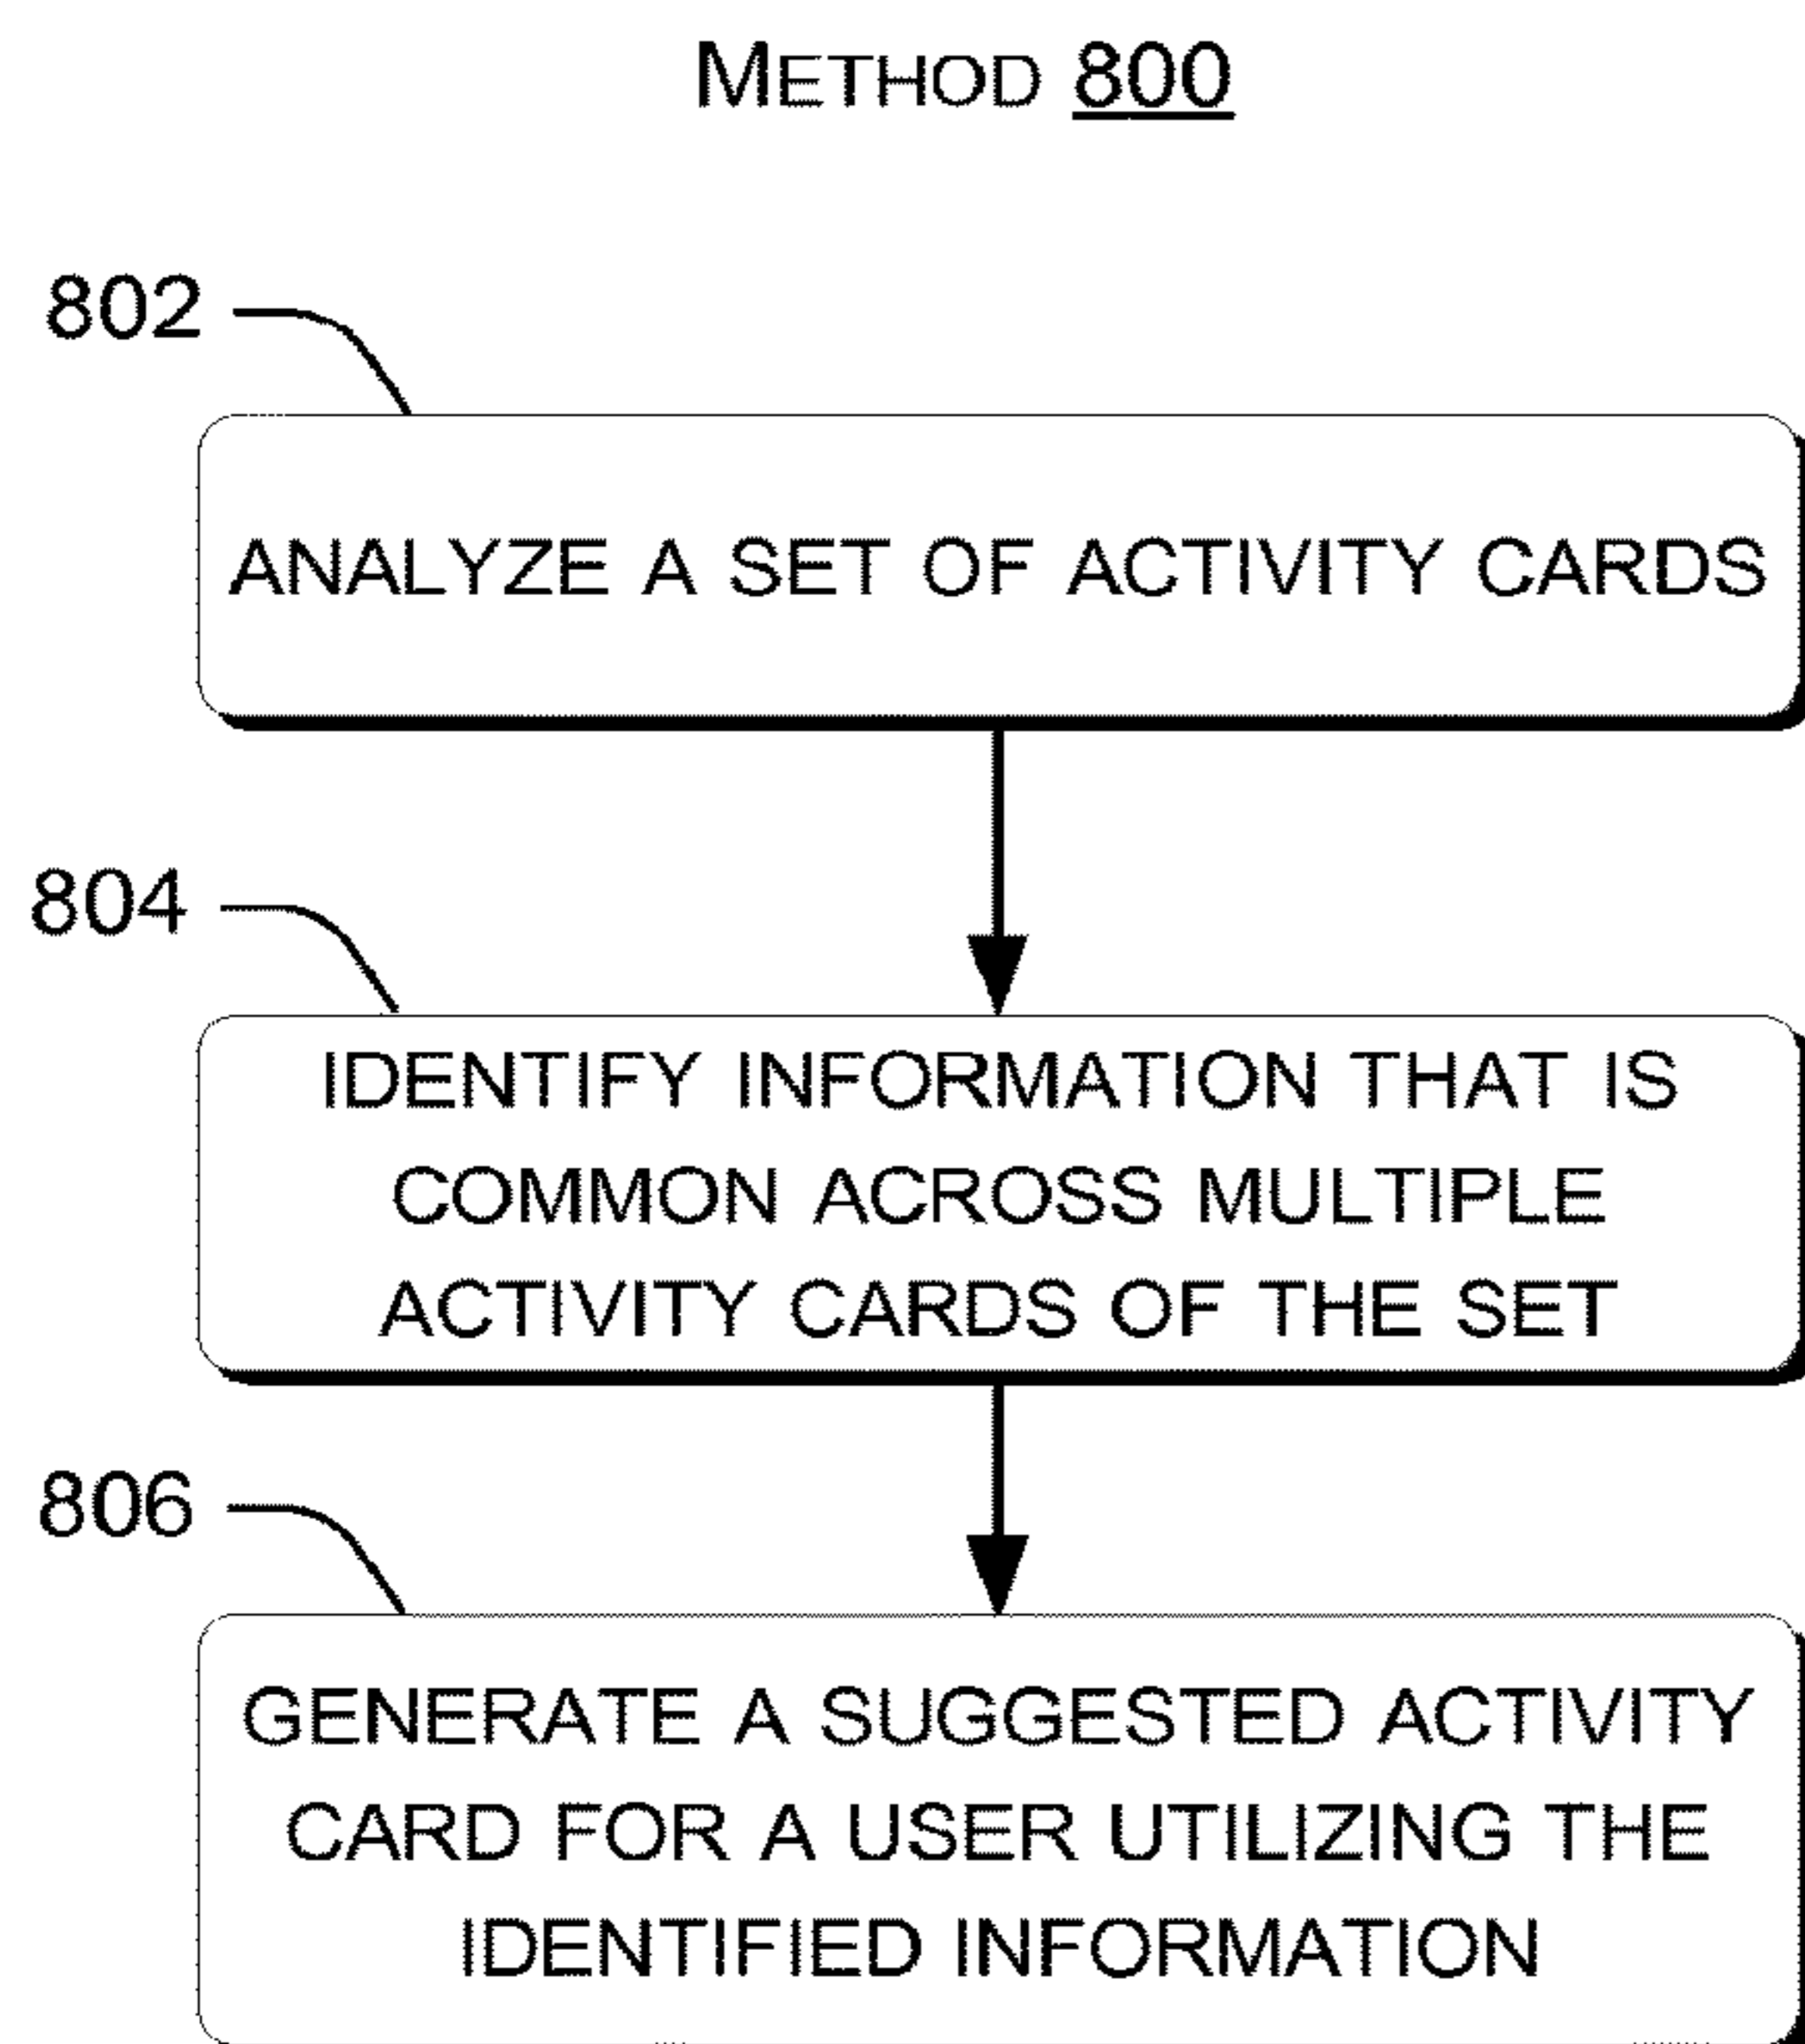 METHOD 800
802
ANALYZE A SET OF ACTIVITY CARDS
804
IDENTIFY INFORMATION THAT IS
COMMON ACROSS MULTIPLE
ACTIVITY CARDS OF THE SET
806
GENERATE A SUGGESTED ACTIVITY
CARD FOR A USER UTILIZING THE
IDENTIFIED INFORMATION